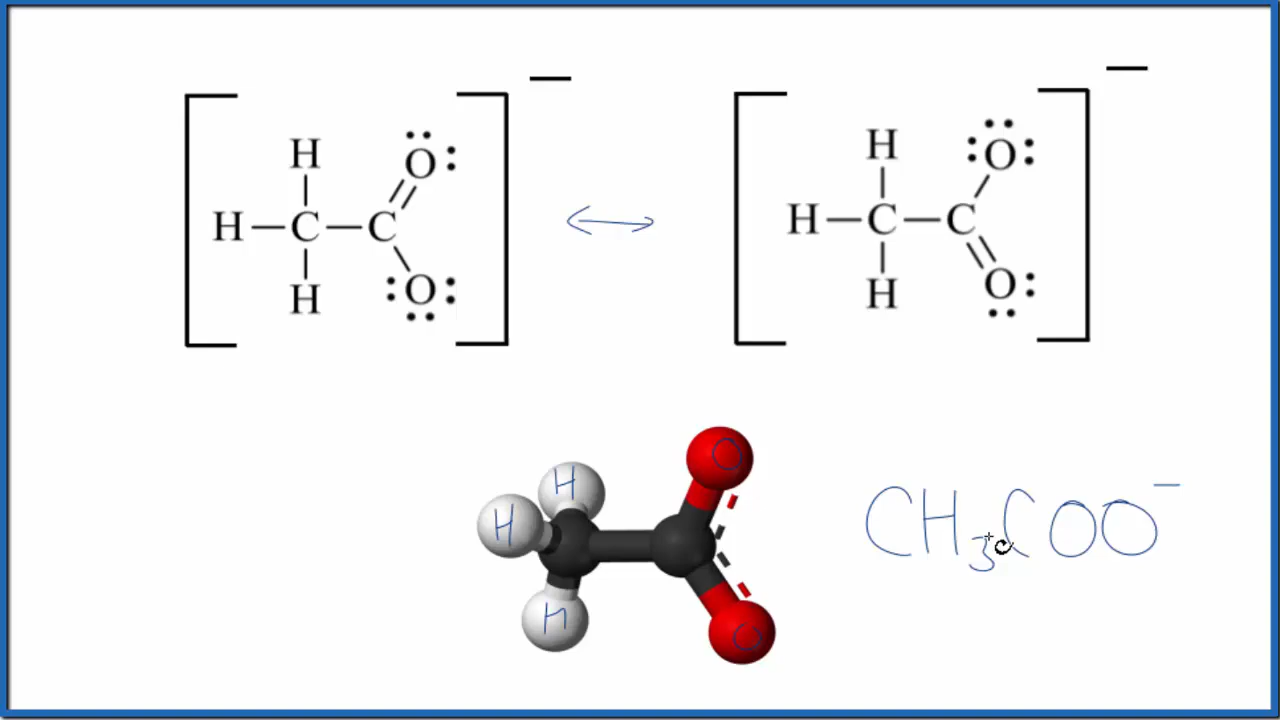 H H
H C C O H C C O
H O H O
H H O
H
H O
CH₃COO⁻